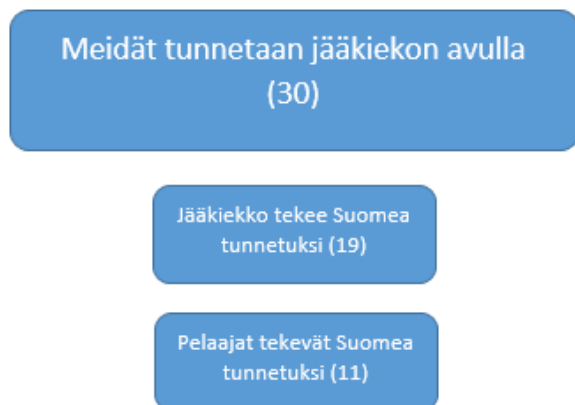 Meidät tunnetaan jääkiekon avulla
(30)
Jääkiekko tekee Suomea
tunnetuksi (19)
Pelaajat tekevät Suomea
tunnetuksi (11)